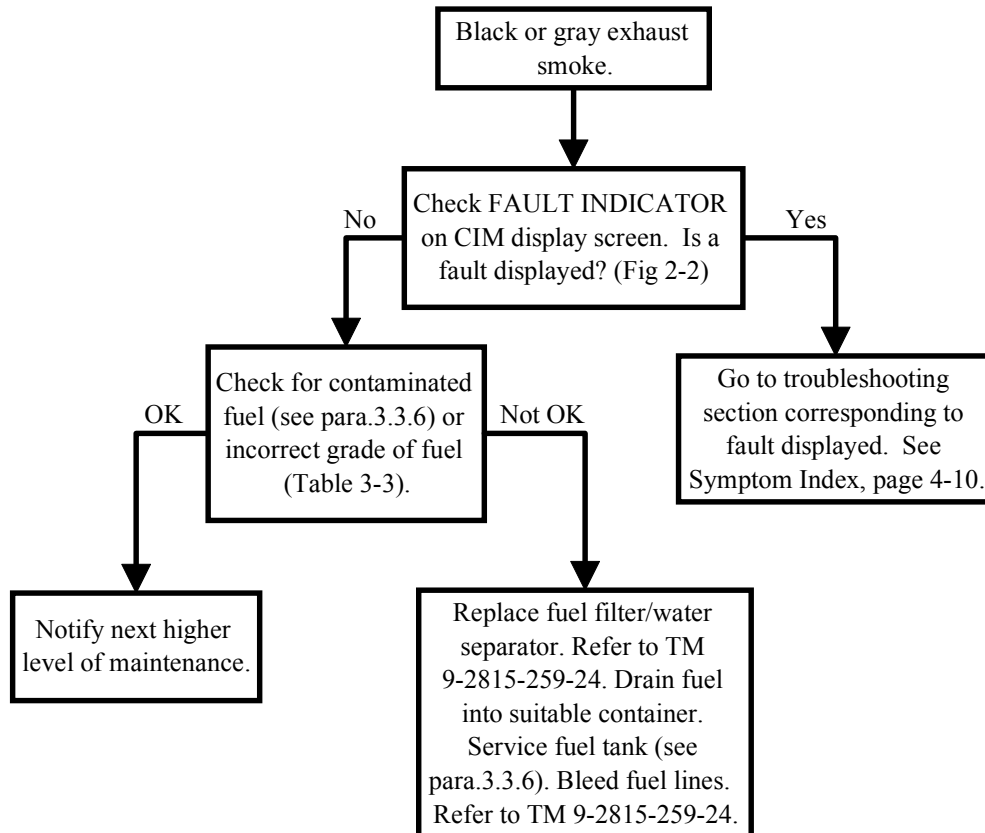 Black or gray exhaust
smoke.
Check FAULT INDICATOR
on CIM display screen. Is a
fault displayed? (Fig 2-2)
No
Yes
Check for contaminated
fuel (see para.3.3.6) or
incorrect grade of fuel
(Table 3-3).
OK
Not OK
Go to troubleshooting
section corresponding to
fault displayed. See
Symptom Index, page 4-10.
Notify next higher
level of maintenance.
Replace fuel filter/water
separator. Refer to TM
9-2815-259-24. Drain fuel
into suitable container.
Service fuel tank (see
para.3.3.6). Bleed fuel lines.
Refer to TM 9-2815-259-24.